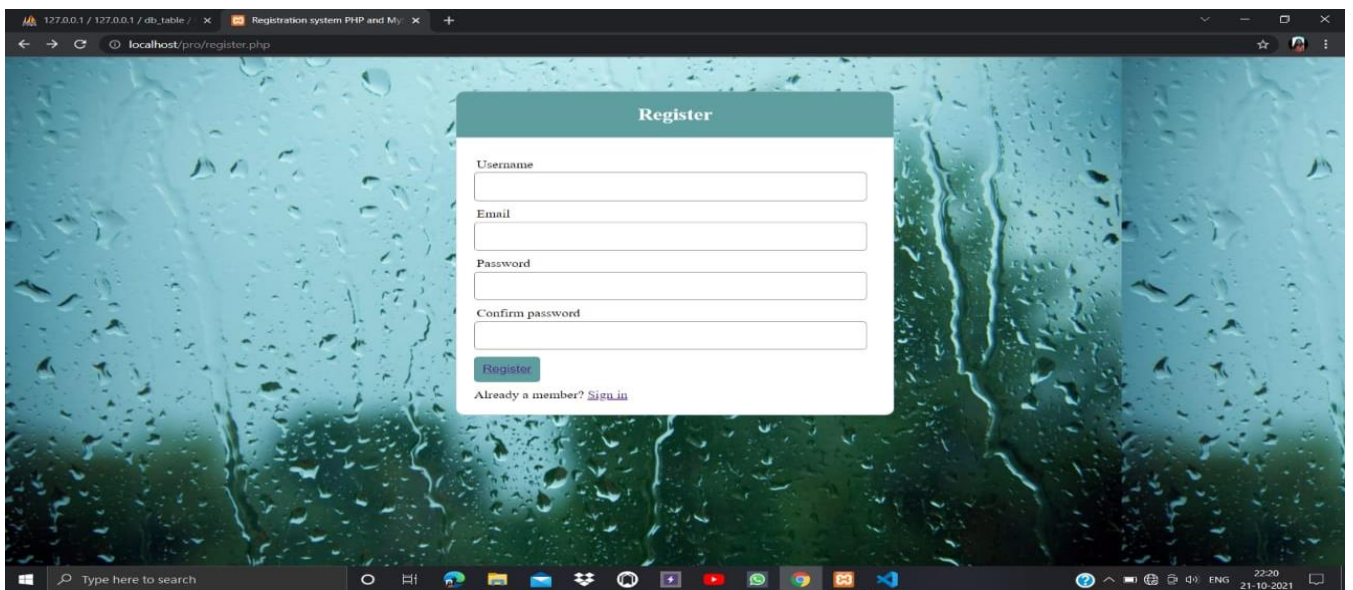 127.0.0.1 / 127.0.0.1 / db_table /
Registration system PHP and My
localhost/pro/register.php
Register
Username
Email
Password
Confirm password
Register
Already a member? Sign in
Type here to search
ENG
22:20
21-10-2021